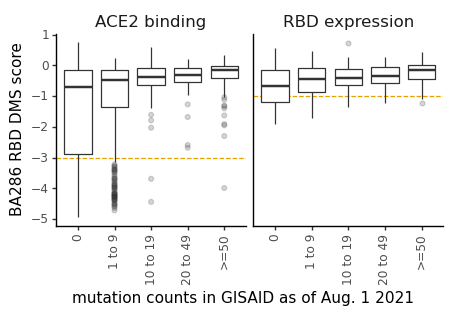 ACE2 binding
RBD expression
BA286 RBD DMS score
1
0
−1
−2
−3
−4
−5
0
1 to 9
10 to 19
20 to 49
>=50
0
1 to 9
10 to 19
20 to 49
>=50
mutation counts in GISAID as of Aug. 1 2021